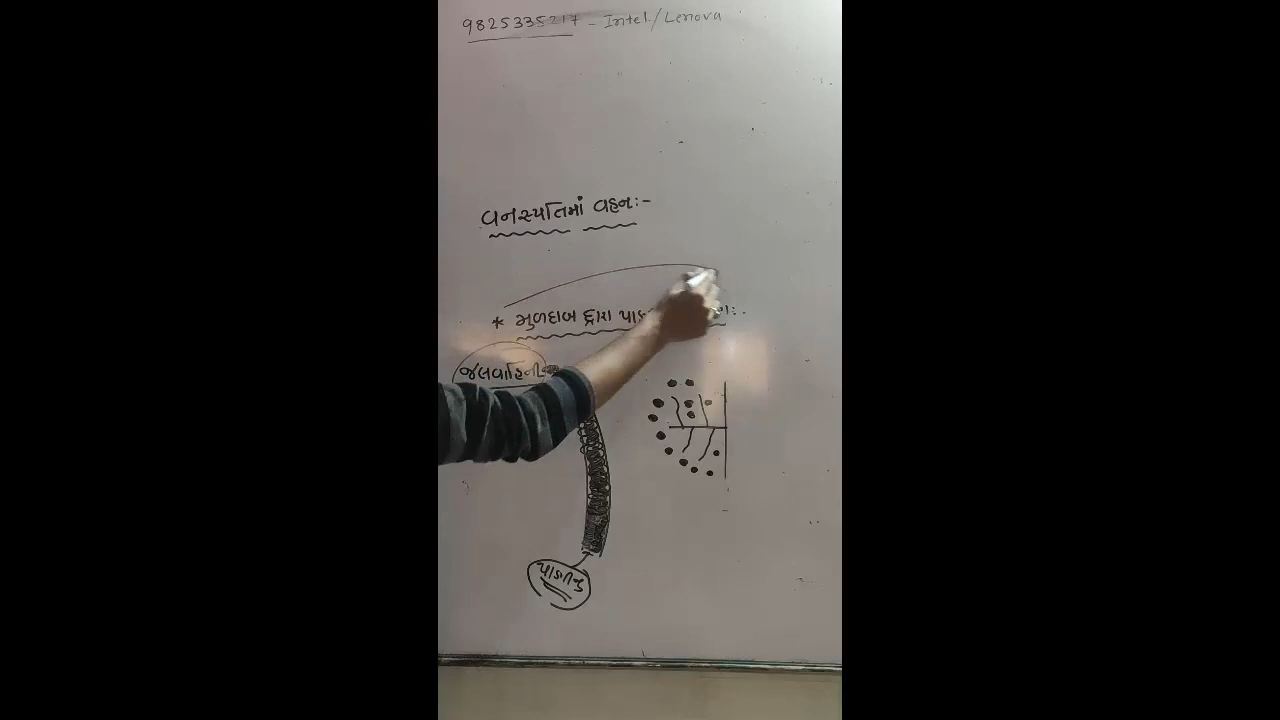 9825335217 - Intel/Lenova
વનસ્પતિમાં વહન:-
* મુળદાબ દ્વારા
જલવાહિની